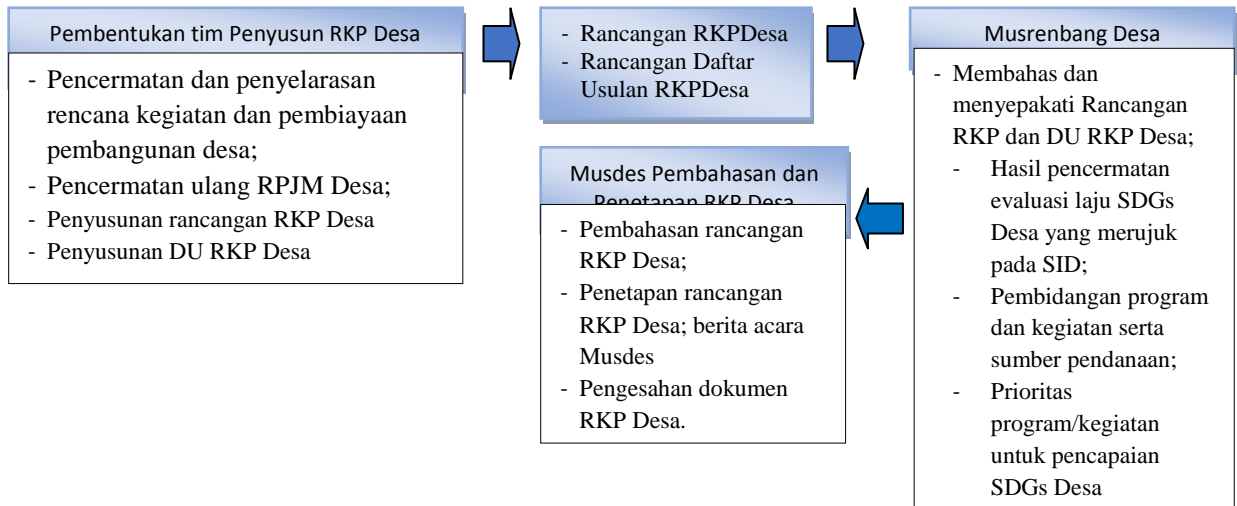 Pembentukan tim Penyusun RKP Desa
- Pencermatan dan penyelarasan
rencana kegiatan dan pembiayaan
pembangunan desa;
- Pencermatan ulang RPJM Desa;
- Penyusunan rancangan RKP Desa
- Penyusunan DU RKP Desa
- Rancangan RKPDesa
- Rancangan Daftar
Usulan RKPDesa
Musrenbang Desa
- Membahas dan
menyepakati Rancangan
RKP dan DU RKP Desa;
- Hasil pencermatan
evaluasi laju SDGs
Desa yang merujuk
pada SID;
- Pembidangan program
dan kegiatan serta
sumber pendanaan;
- Prioritas
program/kegiatan
untuk pencapaian
SDGs Desa
Musdes Pembahasan dan
Penetapan RKP Desa
- Pembahasan rancangan
RKP Desa;
- Penetapan rancangan
RKP Desa; berita acara
Musdes
- Pengesahan dokumen
RKP Desa.